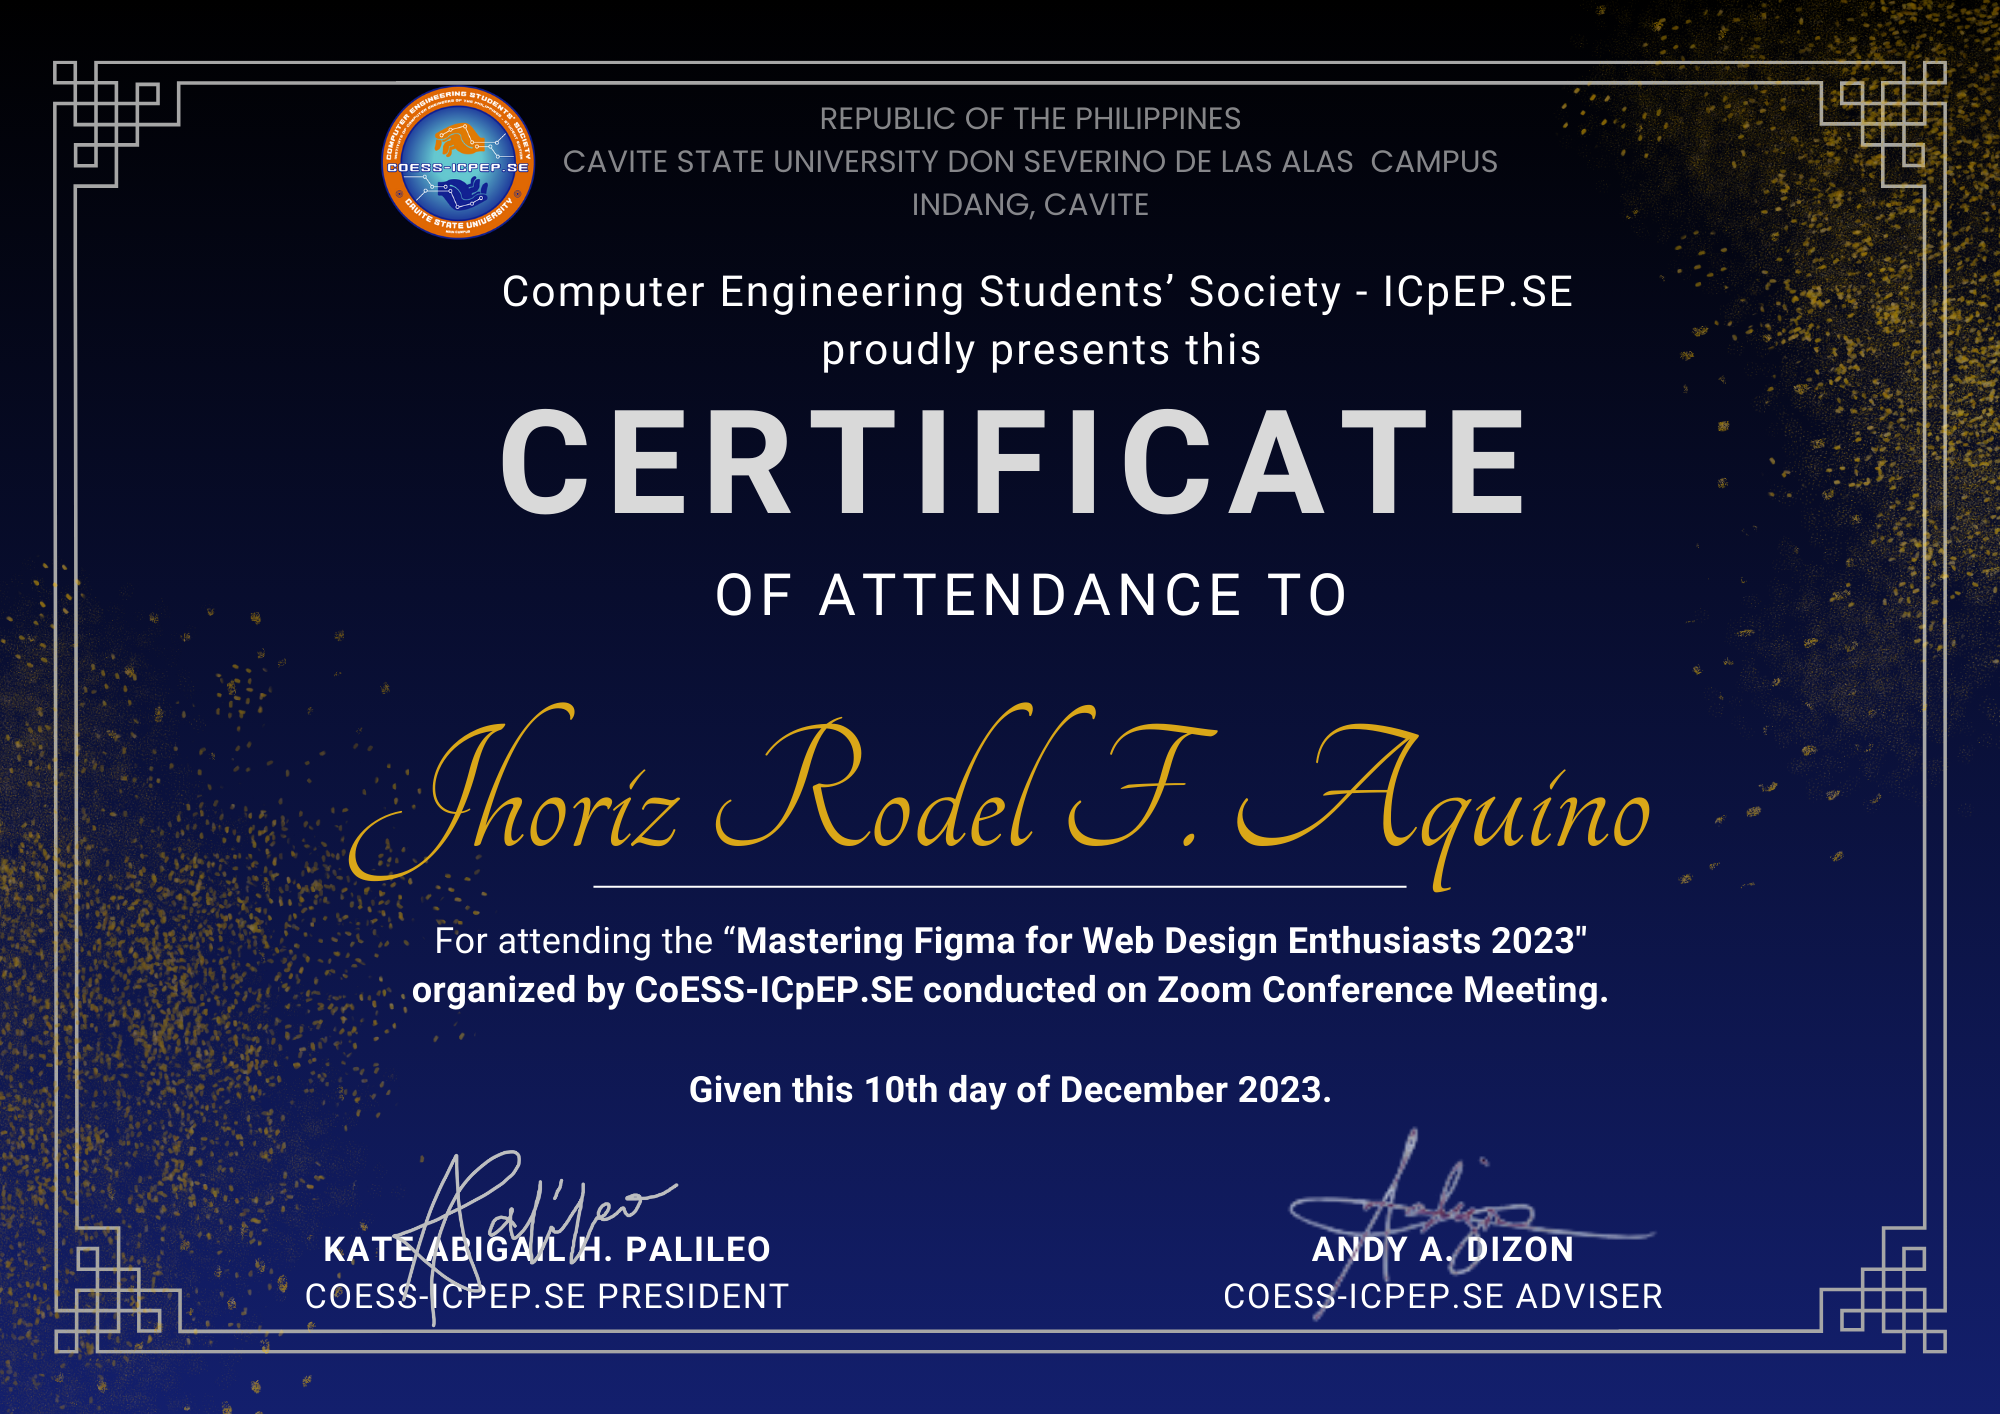 COMPUTER ENGINEERING STUDENTS' SOCIETY
COESS-ICPEP.SE
CAVITE STATE UNIVERSITY
REPUBLIC OF THE PHILIPPINES
CAVITE STATE UNIVERSITY DON SEVERINO DE LAS ALAS CAMPUS
INDANG, CAVITE
Computer Engineering Students’ Society - ICpEP.SE
proudly presents this
CERTIFICATE
OF ATTENDANCE TO
Jhoriz Rodel F. Aquino
For attending the “Mastering Figma for Web Design Enthusiasts 2023"
organized by CoESS-ICpEP.SE conducted on Zoom Conference Meeting.
Given this 10th day of December 2023.
KATE ABIGAIL H. PALILEO
COESS-ICPEP.SE PRESIDENT
ANDY A. DIZON
COESS-ICPEP.SE ADVISER